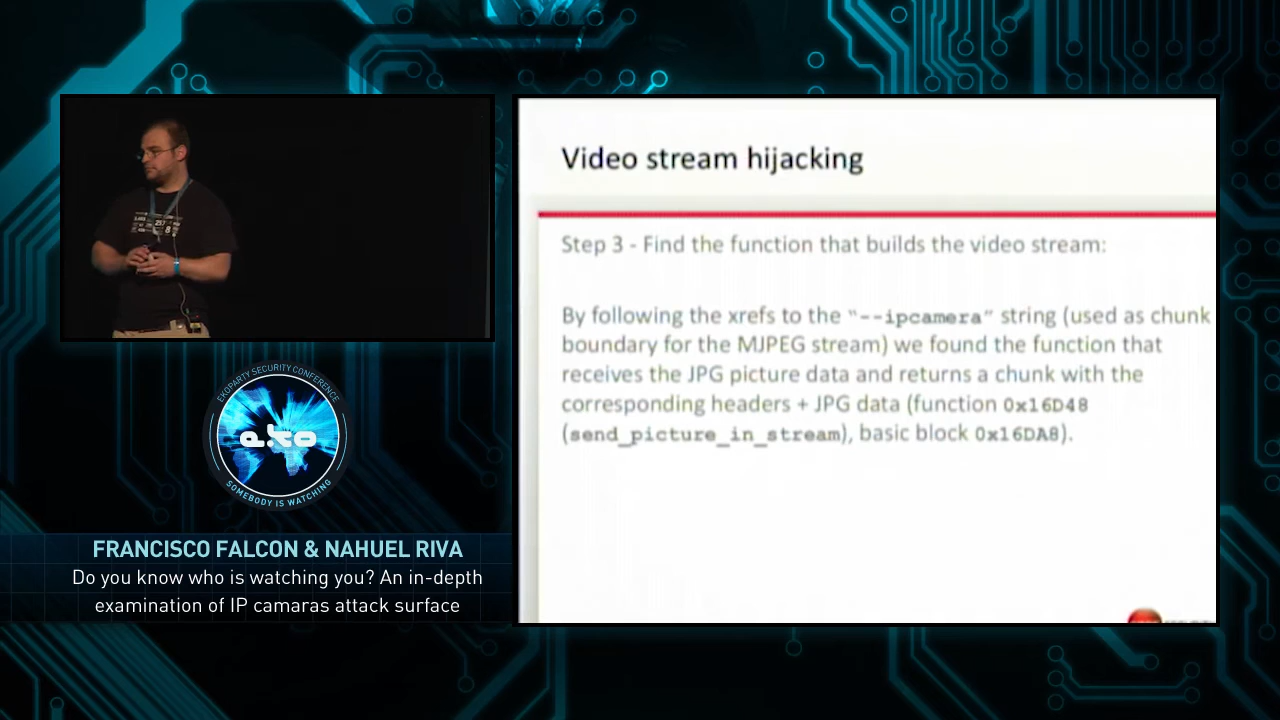 Video stream hijacking
Step 3 - Find the function that builds the video stream:
By following the xrefs to the "--ipcamera" string (used as chunk
boundary for the MJPEG stream) we found the function that
receives the JPG picture data and returns a chunk with the
corresponding headers + JPG data (function 0x16D48
(send_picture_in_stream), basic block 0x16DA8).
EKOPARTY SECURITY CONFERENCE
eko
SOMEBODY IS WATCHING
FRANCISCO FALCON & NAHUEL RIVA
Do you know who is watching you? An in-depth
examination of IP camaras attack surface